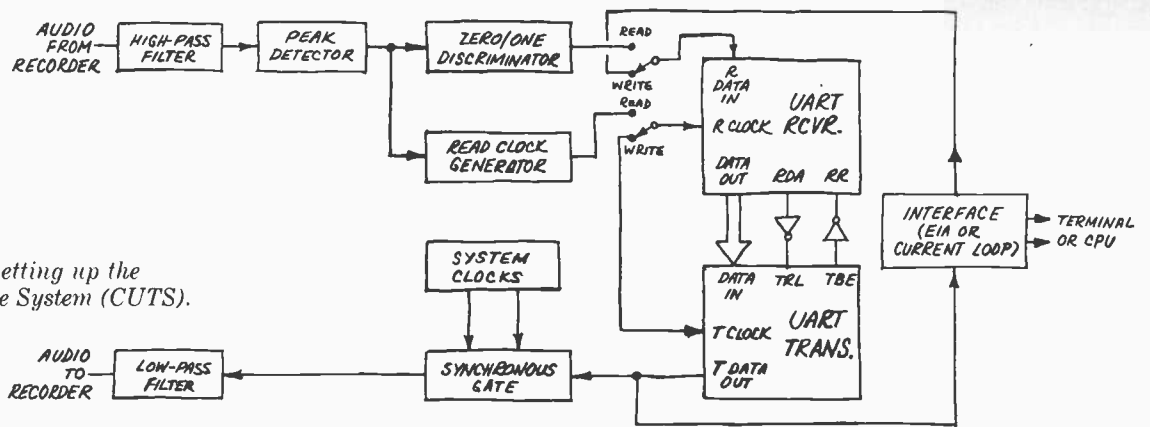 AUDIO
FROM
RECORDER
HIGH-PASS
FILTER
PEAK
DETECTOR
ZERO/ONE
DISCRIMINATOR
READ
WRITE
READ CLOCK
GENERATOR
READ
WRITE
R
DATA
IN
UART
RCVR.
R CLOCK
DATA
OUT
RDA
RR
INTERFACE
(EIA OR
CURRENT LOOP)
TERMINAL
OR CPU
etting up the
e System (CUTS).
SYSTEM
CLOCKS
DATA
IN
TRL
TBE
T CLOCK
UART
TRANS.
T DATA
OUT
AUDIO
TO
RECORDER
LOW-PASS
FILTER
SYNCHRONOUS
GATE